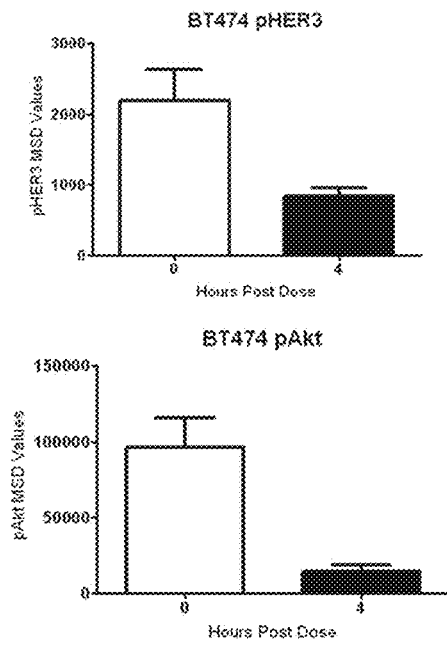 BT474 pHER3
3000
2000
1000
0
pHER3 MSD Values
0 4
Hours Post Dose
BT474 pAkt
150000
100000
50000
0
pAkt MSD Values
0 4
Hours Post Dose